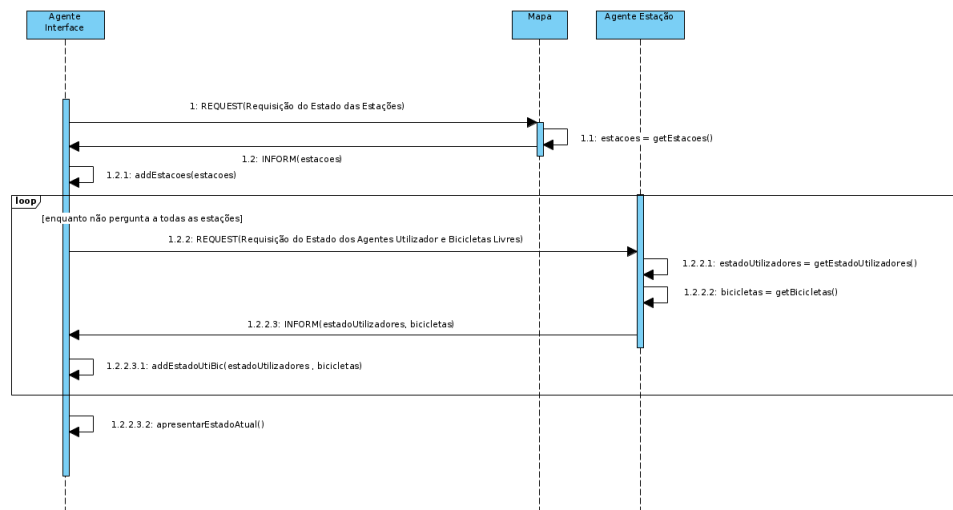 Agente
Interface
Mapa
Agente Estação
1: REQUEST(Requisição do Estado das Estações)
1.1: estacoes = getEstacoes()
1.2: INFORM(estacoes)
1.2.1: addEstacoes(estacoes)
loop
[enquanto não pergunta a todas as estações]
1.2.2: REQUEST(Requisição do Estado dos Agentes Utilizador e Bicicletas Livres)
1.2.2.1: estadoUtilizadores = getEstadoUtilizadores()
1.2.2.2: bicicletas = getBicicletas()
1.2.2.3: INFORM(estadoUtilizadores, bicicletas)
1.2.2.3.1: addEstadoUtiBic(estadoUtilizadores , bicicletas)
1.2.2.3.2: apresentarEstadoAtual()